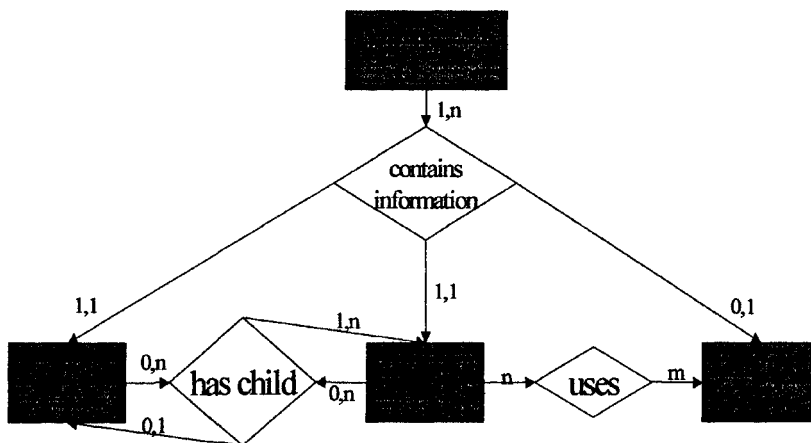 1,n
contains
information
1,1
1,1
0,1
1,n
0,n
has child
0,n
n
uses
m
0,1